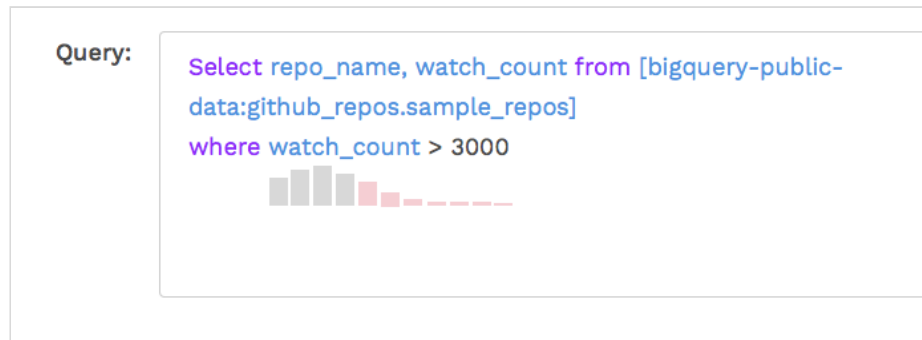 Query:
Select repo_name, watch_count from [bigquery-public-
data:github_repos.sample_repos]
where watch_count > 3000